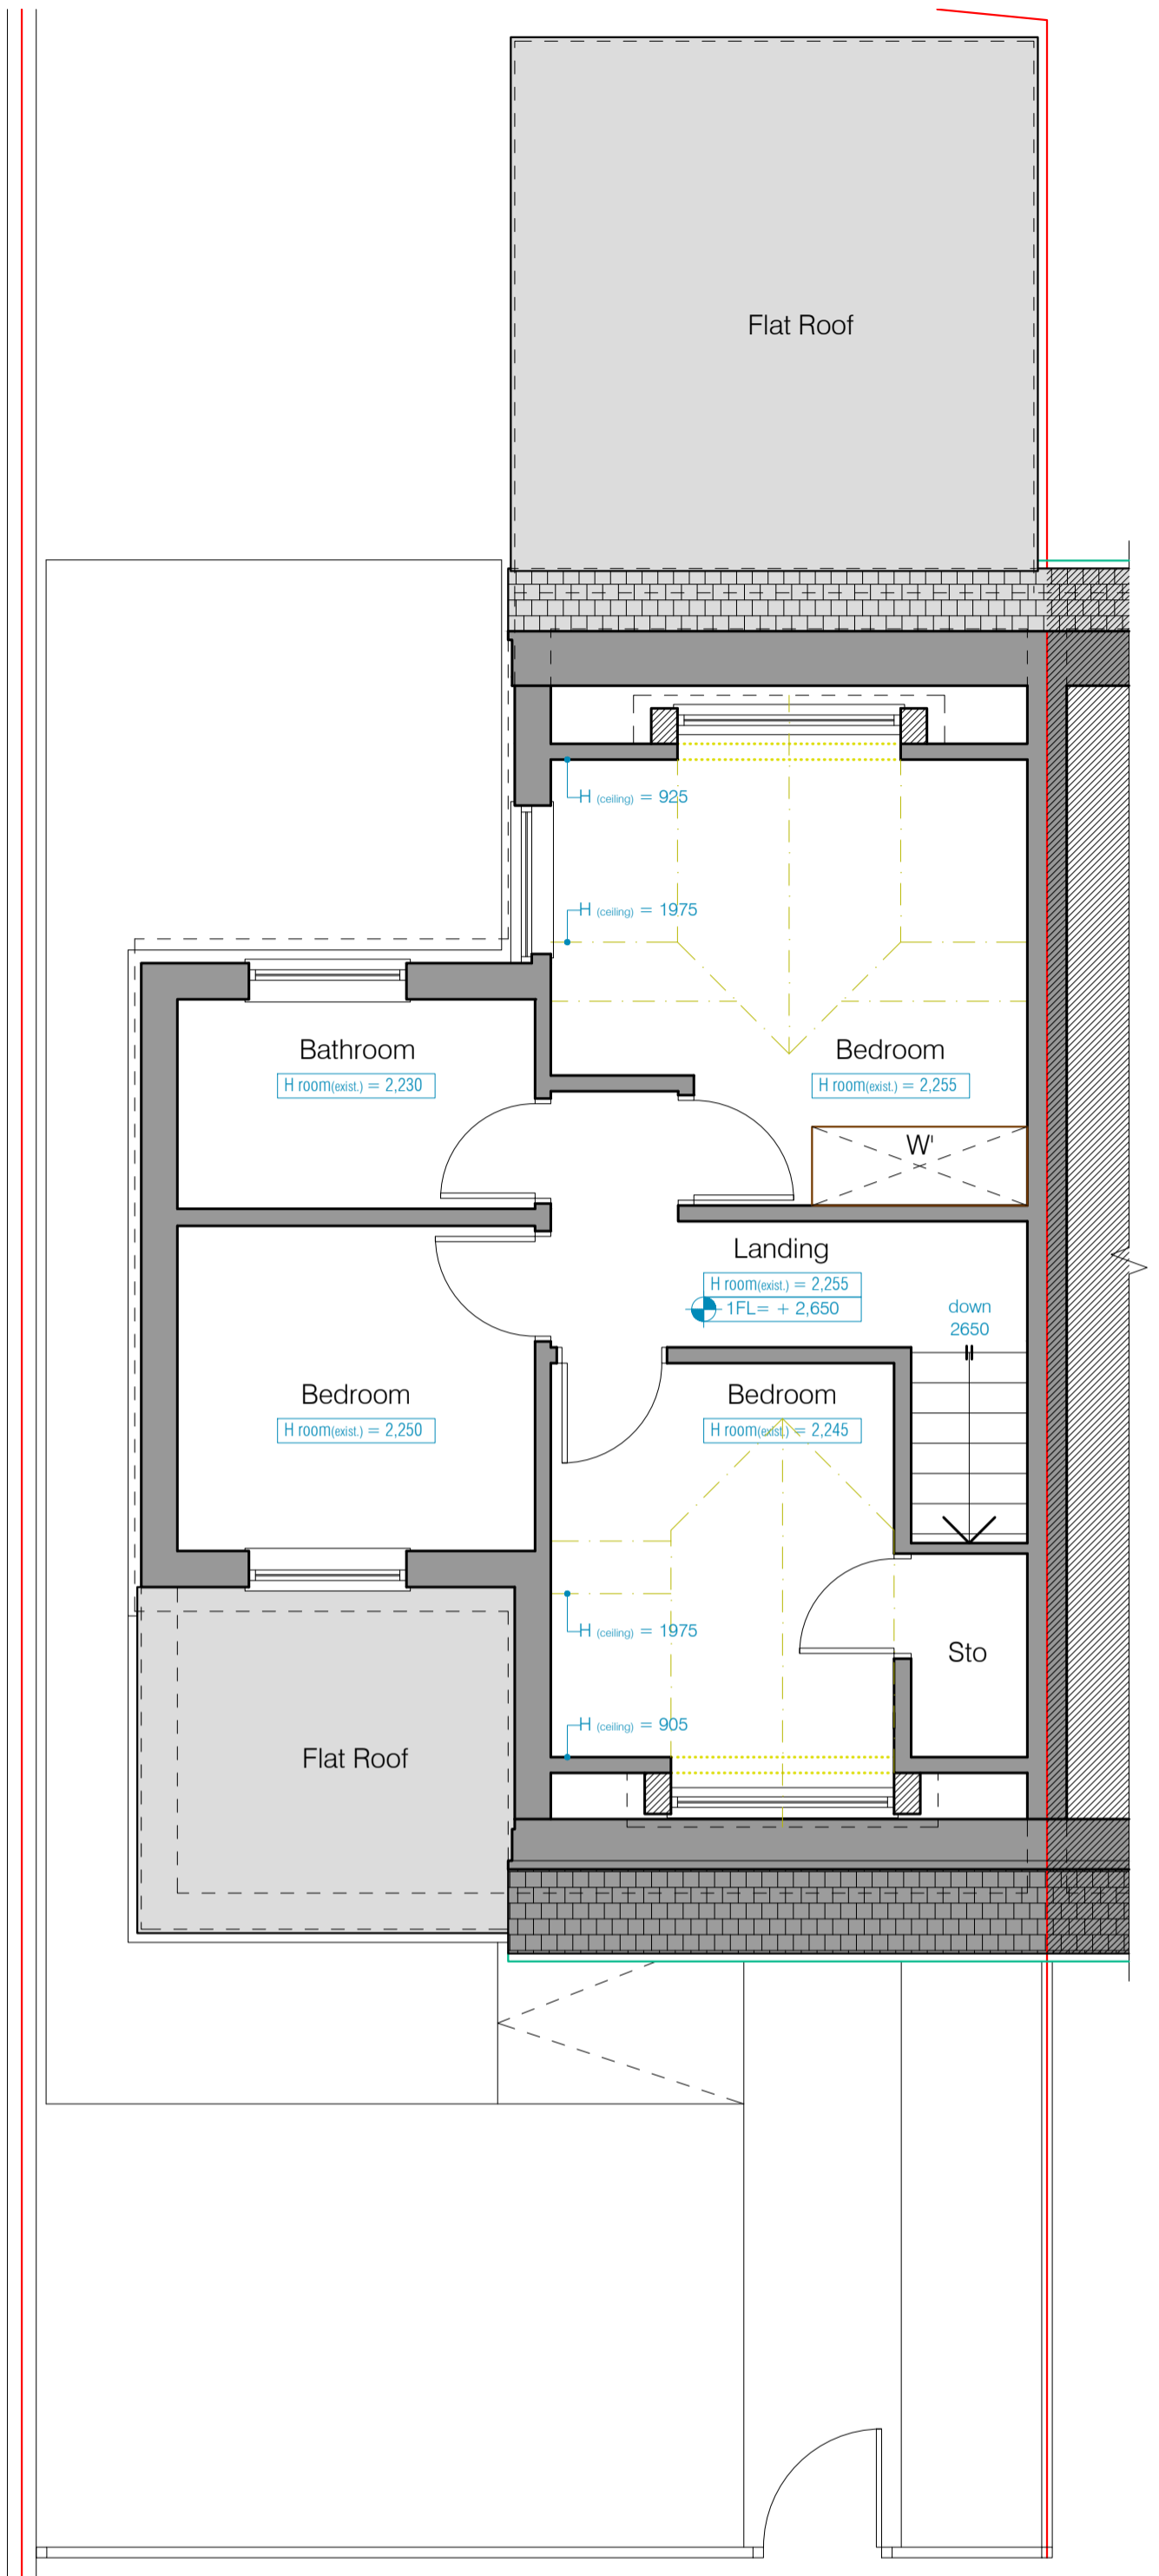 Flat Roof
H (ceiling) = 925
H (ceiling) = 1975
Bathroom
H room(exist.) = 2,230
Bedroom
H room(exist.) = 2,255
W'
Landing
H room(exist.) = 2,255
1FL= + 2,650
down
2650
Bedroom
H room(exist.) = 2,250
Bedroom
H room(exist.) = 2,245
H (ceiling) = 1975
Sto
H (ceiling) = 905
Flat Roof